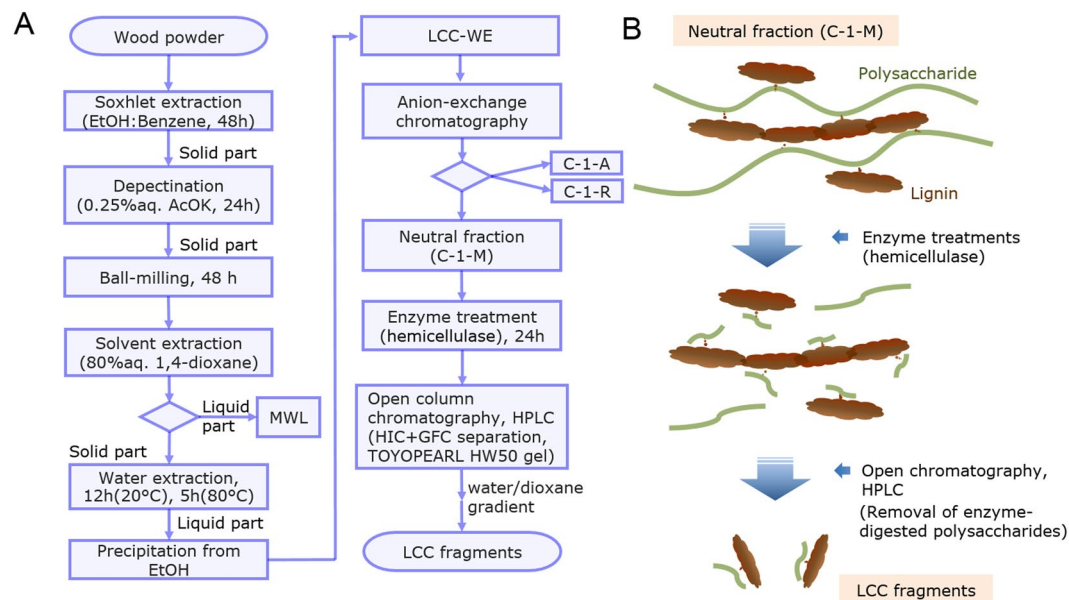 A
Wood powder
Soxhlet extraction
(EtOH:Benzene, 48h)
Solid part
Depectination
(0.25%aq. AcOK, 24h)
Solid part
Ball-milling, 48 h
Solvent extraction
(80%aq. 1,4-dioxane)
Liquid
part
MWL
Solid part
Water extraction,
12h(20ºC), 5h(80ºC)
Liquid part
Precipitation from
EtOH
LCC-WE
Anion-exchange
chromatography
C-1-A
C-1-R
Neutral fraction
(C-1-M)
Enzyme treatment
(hemicellulase), 24h
Open column
chromatography, HPLC
(HIC+GFC separation,
TOYOPEARL HW50 gel)
water/dioxane
gradient
LCC fragments
B
Neutral fraction (C-1-M)
Polysaccharide
Lignin
Enzyme treatments
(hemicellulase)
Open chromatography,
HPLC
(Removal of enzyme-
digested polysaccharides)
LCC fragments